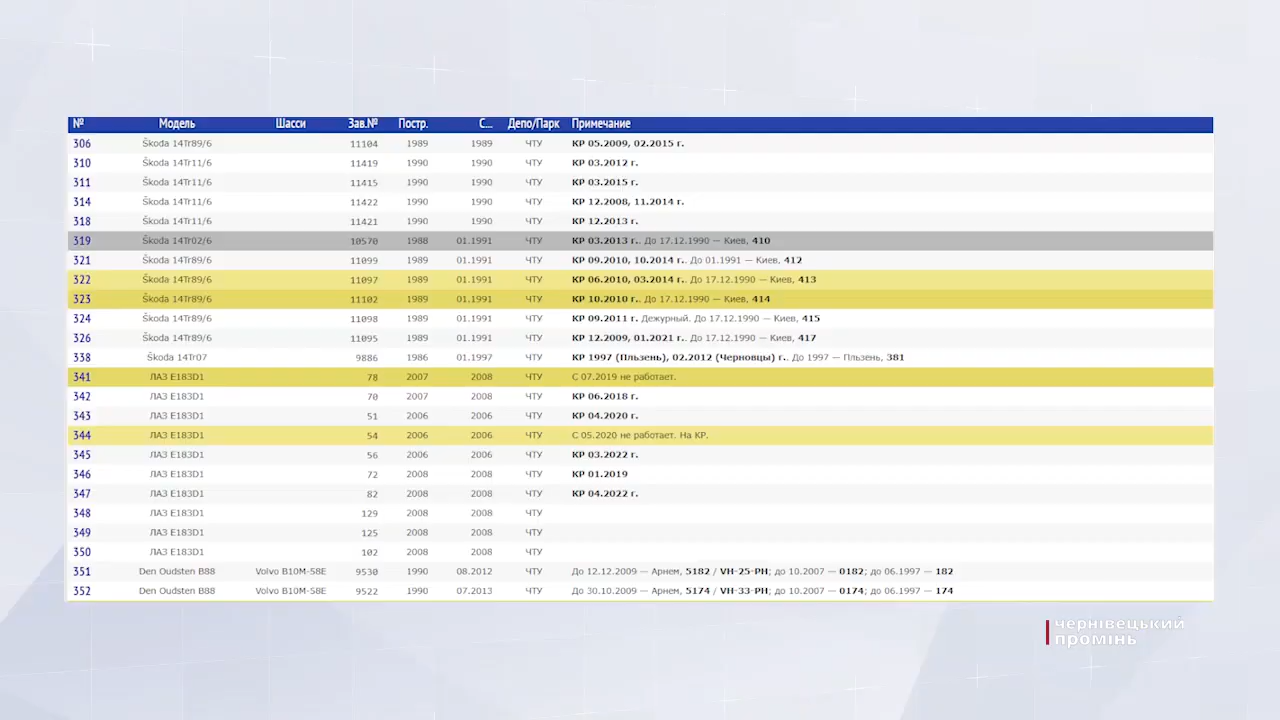 № Модель Шасси Зав.№ Постр. С... Депо/Парк Примечание
306 Škoda 14Tr89/6 11104 1989 1989 ЧТУ КР 05.2009, 02.2015 г.
310 Škoda 14Tr11/6 11419 1990 1990 ЧТУ КР 03.2012 г.
311 Škoda 14Tr11/6 11415 1990 1990 ЧТУ КР 03.2015 г.
314 Škoda 14Tr11/6 11422 1990 1990 ЧТУ КР 12.2008, 11.2014 г.
318 Škoda 14Tr11/6 11421 1990 1990 ЧТУ КР 12.2013 г.
319 Škoda 14Tr02/6 10570 1988 01.1991 ЧТУ КР 03.2013 г.. До 17.12.1990 — Киев, 410
321 Škoda 14Tr89/6 11099 1989 01.1991 ЧТУ КР 09.2010, 10.2014 г.. До 01.1991 — Киев, 412
322 Škoda 14Tr89/6 11097 1989 01.1991 ЧТУ КР 06.2010, 03.2014 г.. До 17.12.1990 — Киев, 413
323 Škoda 14Tr89/6 11102 1989 01.1991 ЧТУ КР 10.2010 г.. До 17.12.1990 — Киев, 414
324 Škoda 14Tr89/6 11098 1989 01.1991 ЧТУ КР 09.2011 г. Дежурный. До 17.12.1990 — Киев, 415
326 Škoda 14Tr89/6 11095 1989 01.1991 ЧТУ КР 12.2009, 01.2021 г.. До 17.12.1990 — Киев, 417
338 Škoda 14Tr07 9886 1986 01.1997 ЧТУ КР 1997 (Пльзень), 02.2012 (Черновцы) г.. До 1997 — Пльзень, 381
341 ЛАЗ E183D1 78 2007 2008 ЧТУ С 07.2019 не работает.
342 ЛАЗ E183D1 70 2007 2008 ЧТУ КР 06.2018 г.
343 ЛАЗ E183D1 51 2006 2006 ЧТУ КР 04.2020 г.
344 ЛАЗ E183D1 54 2006 2006 ЧТУ С 05.2020 не работает. На КР.
345 ЛАЗ E183D1 56 2006 2006 ЧТУ КР 03.2022 г.
346 ЛАЗ E183D1 72 2008 2008 ЧТУ КР 01.2019
347 ЛАЗ E183D1 82 2008 2008 ЧТУ КР 04.2022 г.
348 ЛАЗ E183D1 129 2008 2008 ЧТУ
349 ЛАЗ E183D1 125 2008 2008 ЧТУ
350 ЛАЗ E183D1 102 2008 2008 ЧТУ
351 Den Oudsten B88 Volvo B10M-58E 9530 1990 08.2012 ЧТУ До 12.12.2009 — Арнем, 5182 / VH-25-PH; до 10.2007 — 0182; до 06.1997 — 182
352 Den Oudsten B88 Volvo B10M-58E 9522 1990 07.2013 ЧТУ До 30.10.2009 — Арнем, 5174 / VH-33-PH; до 10.2007 — 0174; до 06.1997 — 174
чернівецький
промінь